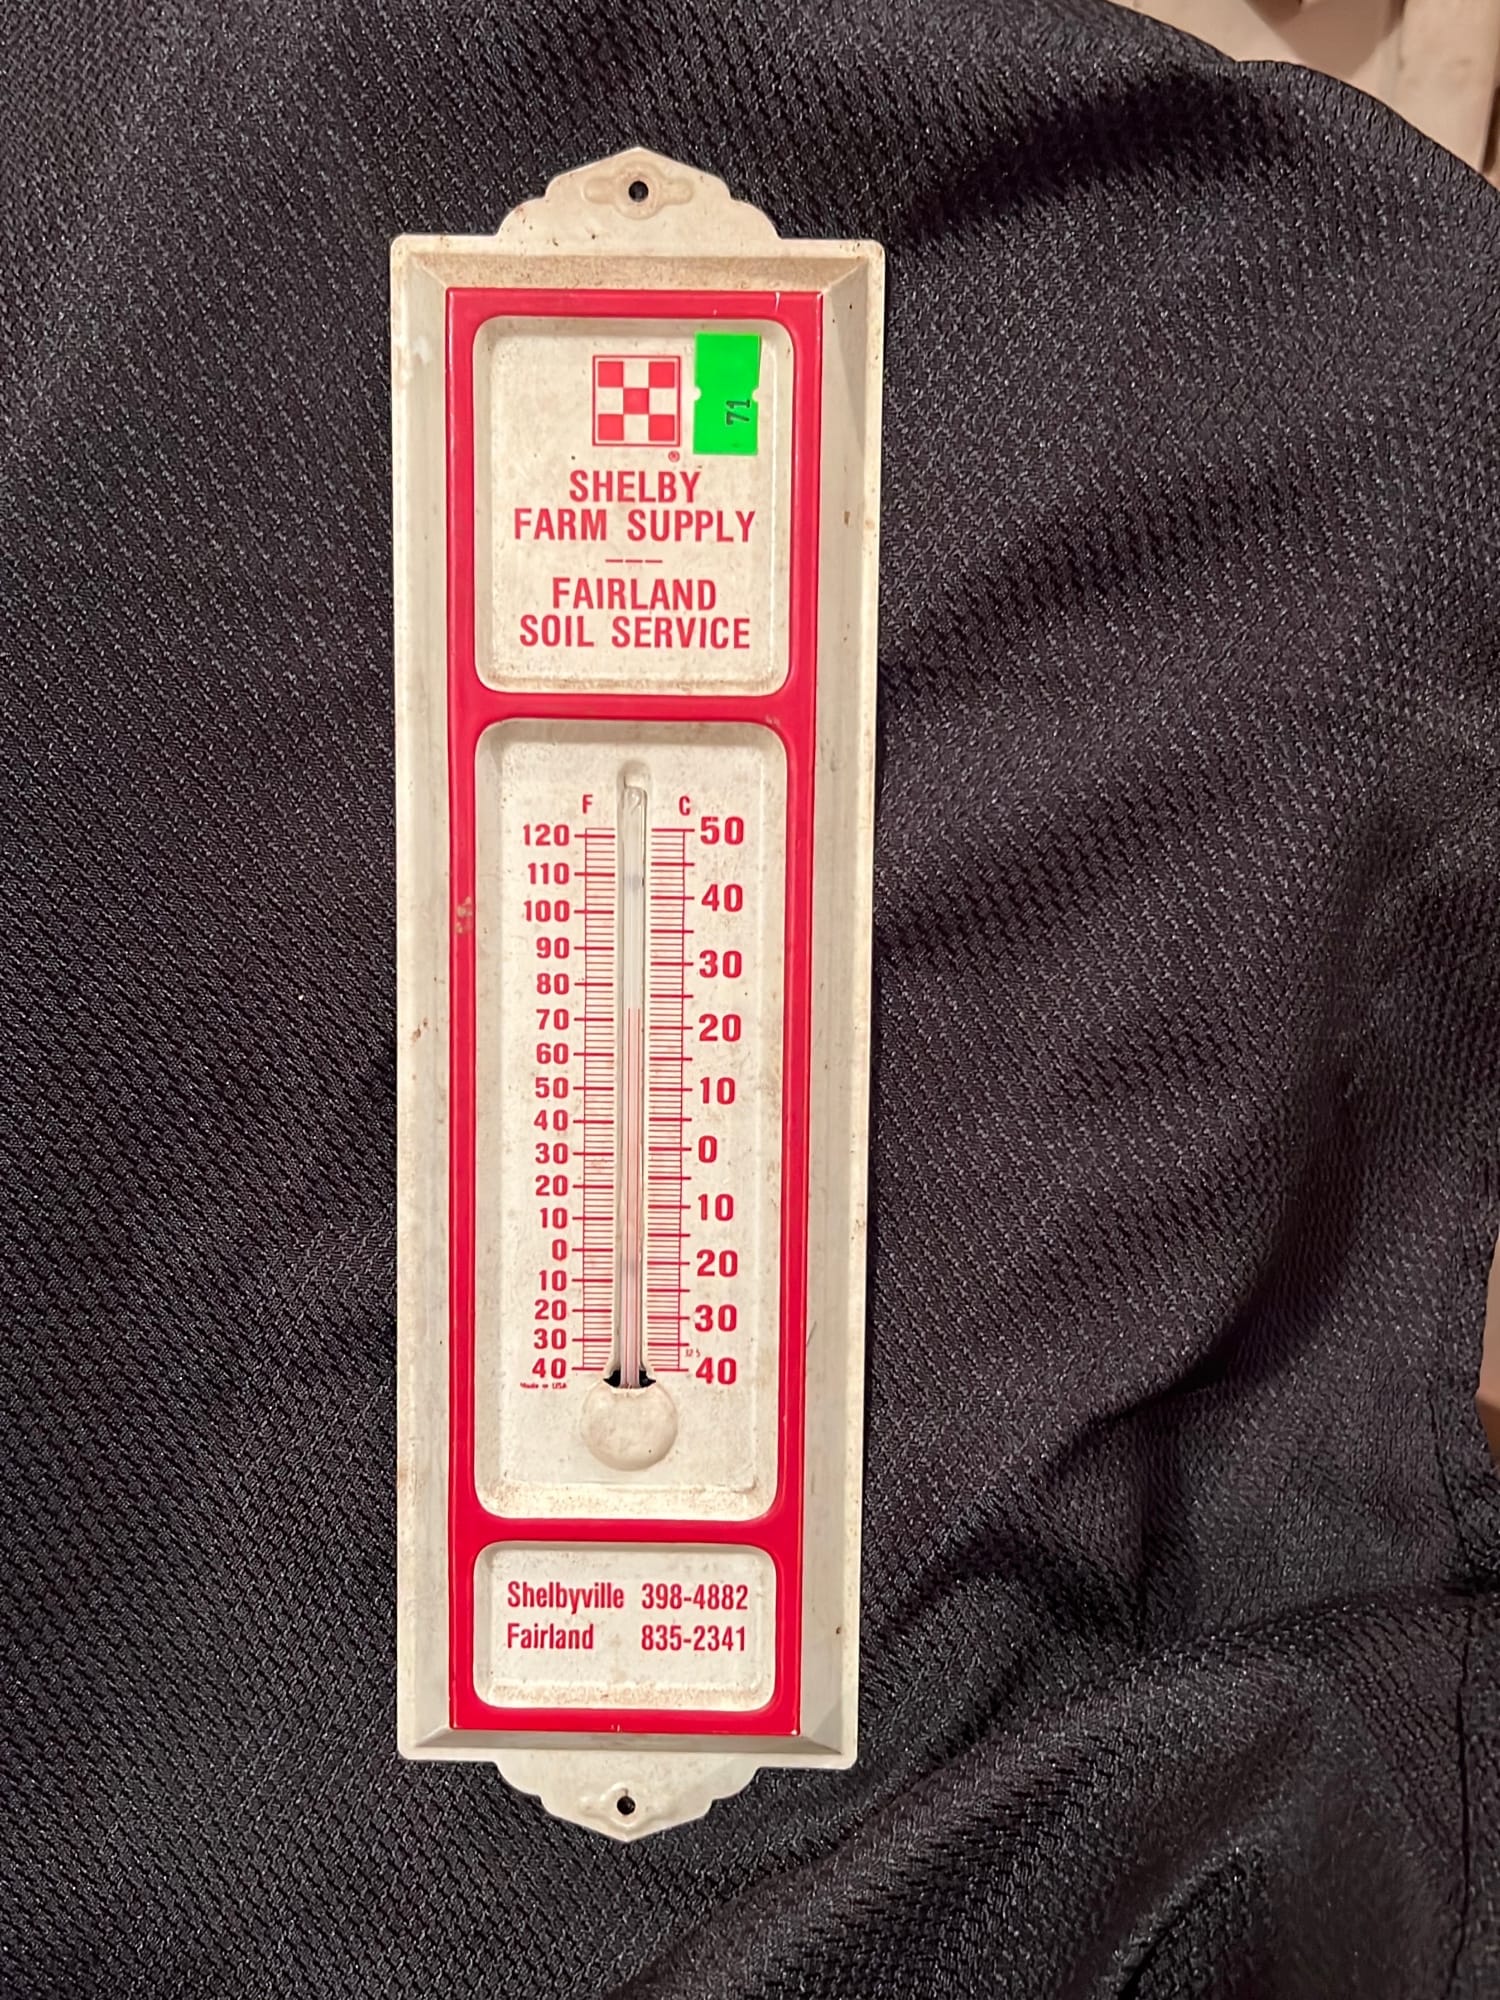 71
®
SHELBY
FARM SUPPLY
---
FAIRLAND
SOIL SERVICE
F C
120 50
110
100 40
90
80 30
70 20
60
50 10
40
30 0
20
10 10
0
10 20
20
30 30
40 40
Made in USA
Shelbyville 398-4882
Fairland 835-2341